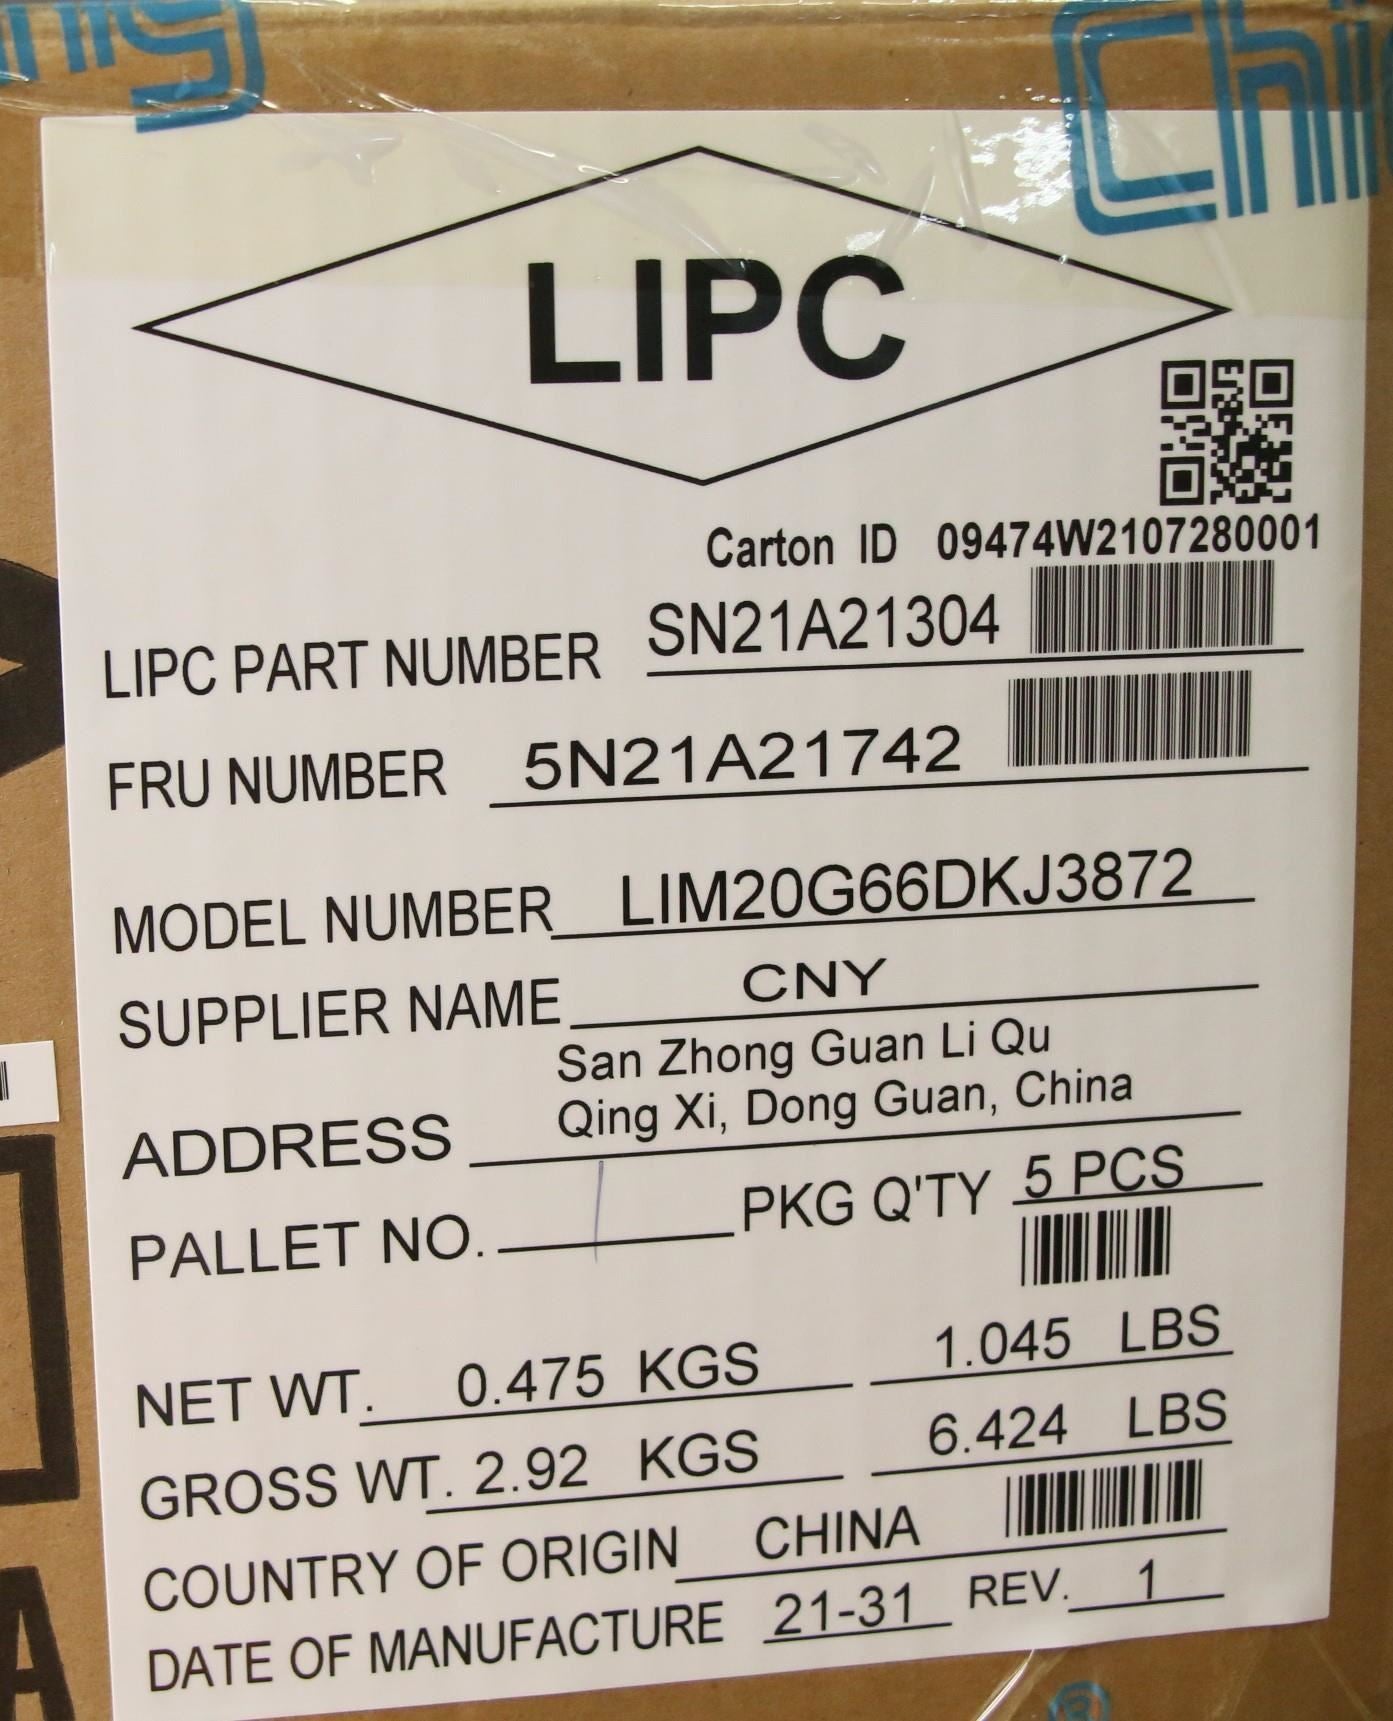 LIPC
Carton ID 09474W2107280001
LIPC PART NUMBER SN21A21304
FRU NUMBER 5N21A21742
MODEL NUMBER LIM20G66DKJ3872
SUPPLIER NAME CNY
San Zhong Guan Li Qu
ADDRESS Qing Xi, Dong Guan, China
PALLET NO. 1 PKG Q'TY 5 PCS
NET WT. 0.475 KGS 1.045 LBS
GROSS WT. 2.92 KGS 6.424 LBS
COUNTRY OF ORIGIN CHINA
DATE OF MANUFACTURE 21-31 REV. 1
A
®